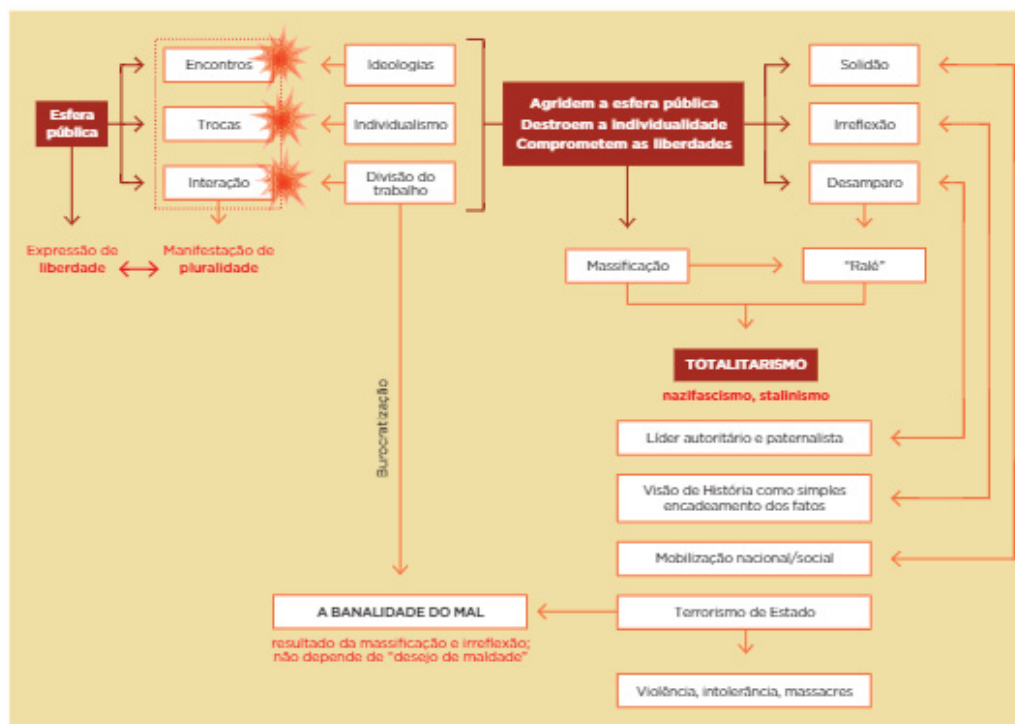 Esfera
pública
Encontros
Trocas
Interação
Expressão de
liberdade
Manifestação de
pluralidade
Ideologias
Individualismo
Divisão do
trabalho
Agridem a esfera pública
Destroem a individualidade
Comprometem as liberdades
Solidão
Irreflexão
Desamparo
Massificação
"Ralé"
TOTALITARISMO
nazifascismo, stalinismo
Líder autoritário e paternalista
Visão de História como simples
encadeamento dos fatos
Mobilização nacional/social
Burocratização
A BANALIDADE DO MAL
resultado da massificação e irreflexão;
não depende de "desejo de maldade"
Terrorismo de Estado
Violência, intolerância, massacres